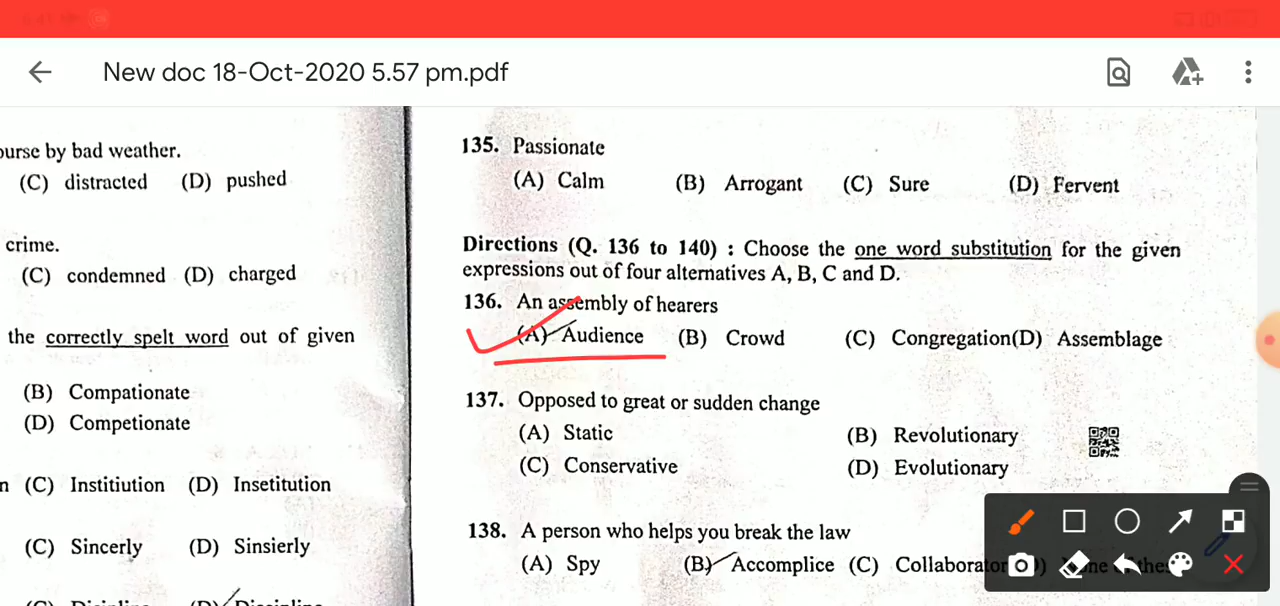 New doc 18-Oct-2020 5.57 pm.pdf
ourse by bad weather.
(C) distracted (D) pushed
crime.
(C) condemned (D) charged
the correctly spelt word out of given
(B) Compationate
(D) Competionate
(C) Institiution (D) Insetitution
(C) Sincerly (D) Sinsierly
135. Passionate
(A) Calm (B) Arrogant (C) Sure (D) Fervent
Directions (Q. 136 to 140) : Choose the one word substitution for the given
expressions out of four alternatives A, B, C and D.
136. An assembly of hearers
(A) Audience (B) Crowd (C) Congregation(D) Assemblage
137. Opposed to great or sudden change
(A) Static (B) Revolutionary
(C) Conservative (D) Evolutionary
138. A person who helps you break the law
(A) Spy (B) Accomplice (C) Collaborator